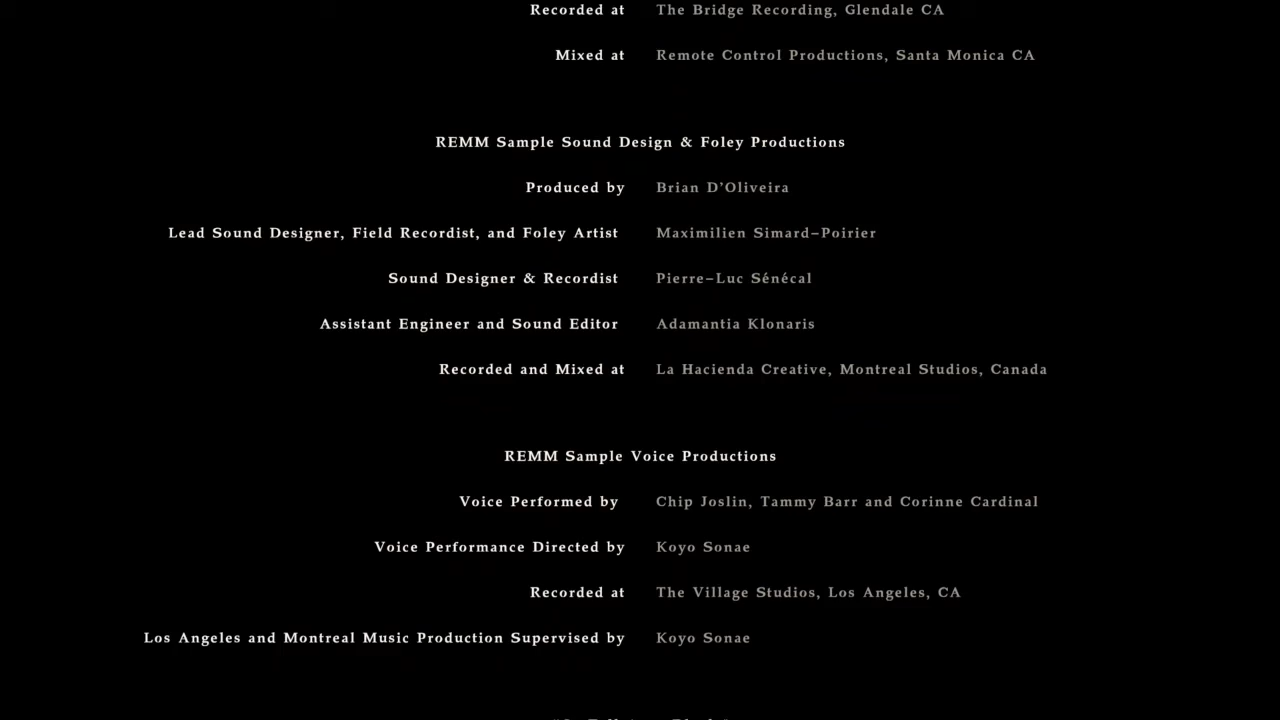 Recorded at The Bridge Recording, Glendale CA
Mixed at Remote Control Productions, Santa Monica CA
REMM Sample Sound Design & Foley Productions
Produced by Brian D’Oliveira
Lead Sound Designer, Field Recordist, and Foley Artist Maximilien Simard–Poirier
Sound Designer & Recordist Pierre–Luc Sénécal
Assistant Engineer and Sound Editor Adamantia Klonaris
Recorded and Mixed at La Hacienda Creative, Montreal Studios, Canada
REMM Sample Voice Productions
Voice Performed by Chip Joslin, Tammy Barr and Corinne Cardinal
Voice Performance Directed by Koyo Sonae
Recorded at The Village Studios, Los Angeles, CA
Los Angeles and Montreal Music Production Supervised by Koyo Sonae